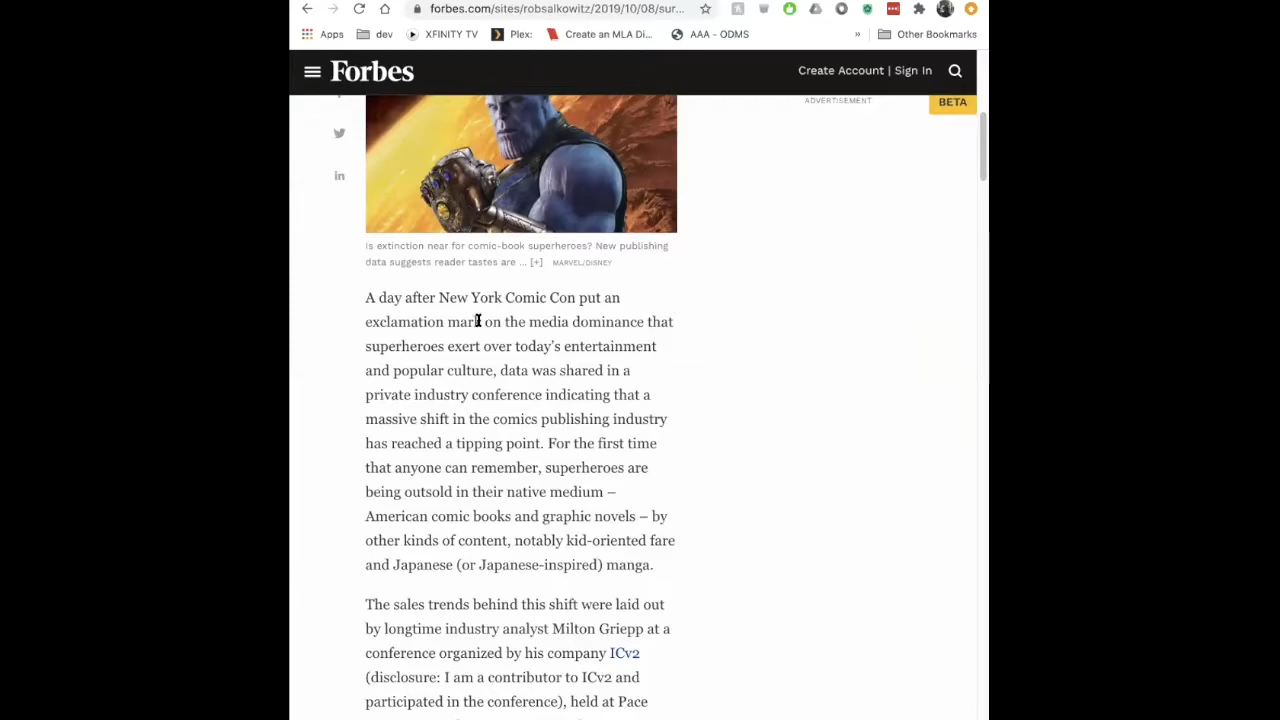 forbes.com/sites/robsalkowitz/2019/10/08/sur...
Apps dev XFINITY TV Plex: Create an MLA Di... AAA - ODMS » Other Bookmarks
Forbes
Create Account | Sign In
ADVERTISEMENT
BETA
in
Is extinction near for comic-book superheroes? New publishing
data suggests reader tastes are ... [+] MARVEL/DISNEY
A day after New York Comic Con put an
exclamation mark on the media dominance that
superheroes exert over today's entertainment
and popular culture, data was shared in a
private industry conference indicating that a
massive shift in the comics publishing industry
has reached a tipping point. For the first time
that anyone can remember, superheroes are
being outsold in their native medium –
American comic books and graphic novels – by
other kinds of content, notably kid-oriented fare
and Japanese (or Japanese-inspired) manga.
The sales trends behind this shift were laid out
by longtime industry analyst Milton Griepp at a
conference organized by his company ICv2
(disclosure: I am a contributor to ICv2 and
participated in the conference), held at Pace